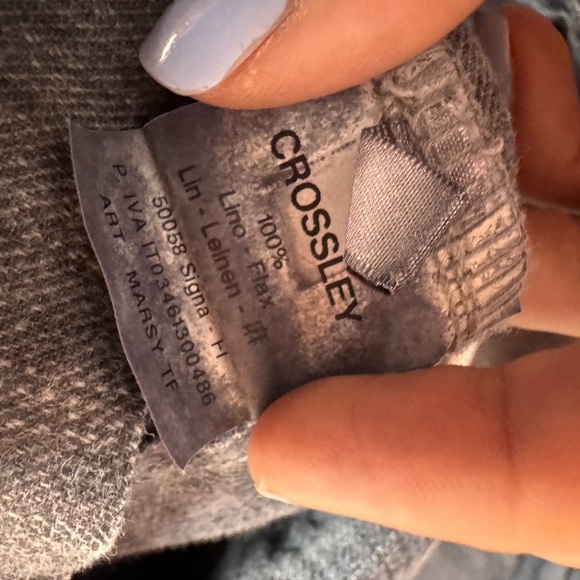 CROSSLEY
100%
Lino - Flax
Lin - Leinen - 麻
50058 Signa - FI
P. IVA IT03461300486
ART. MARSY TF